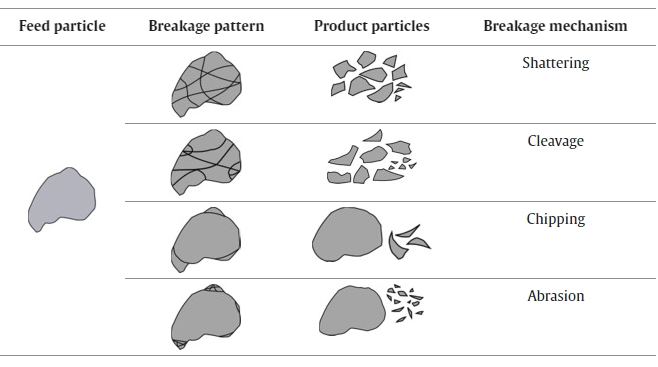 Feed particle Breakage pattern Product particles Breakage mechanism
Shattering
Cleavage
Chipping
Abrasion